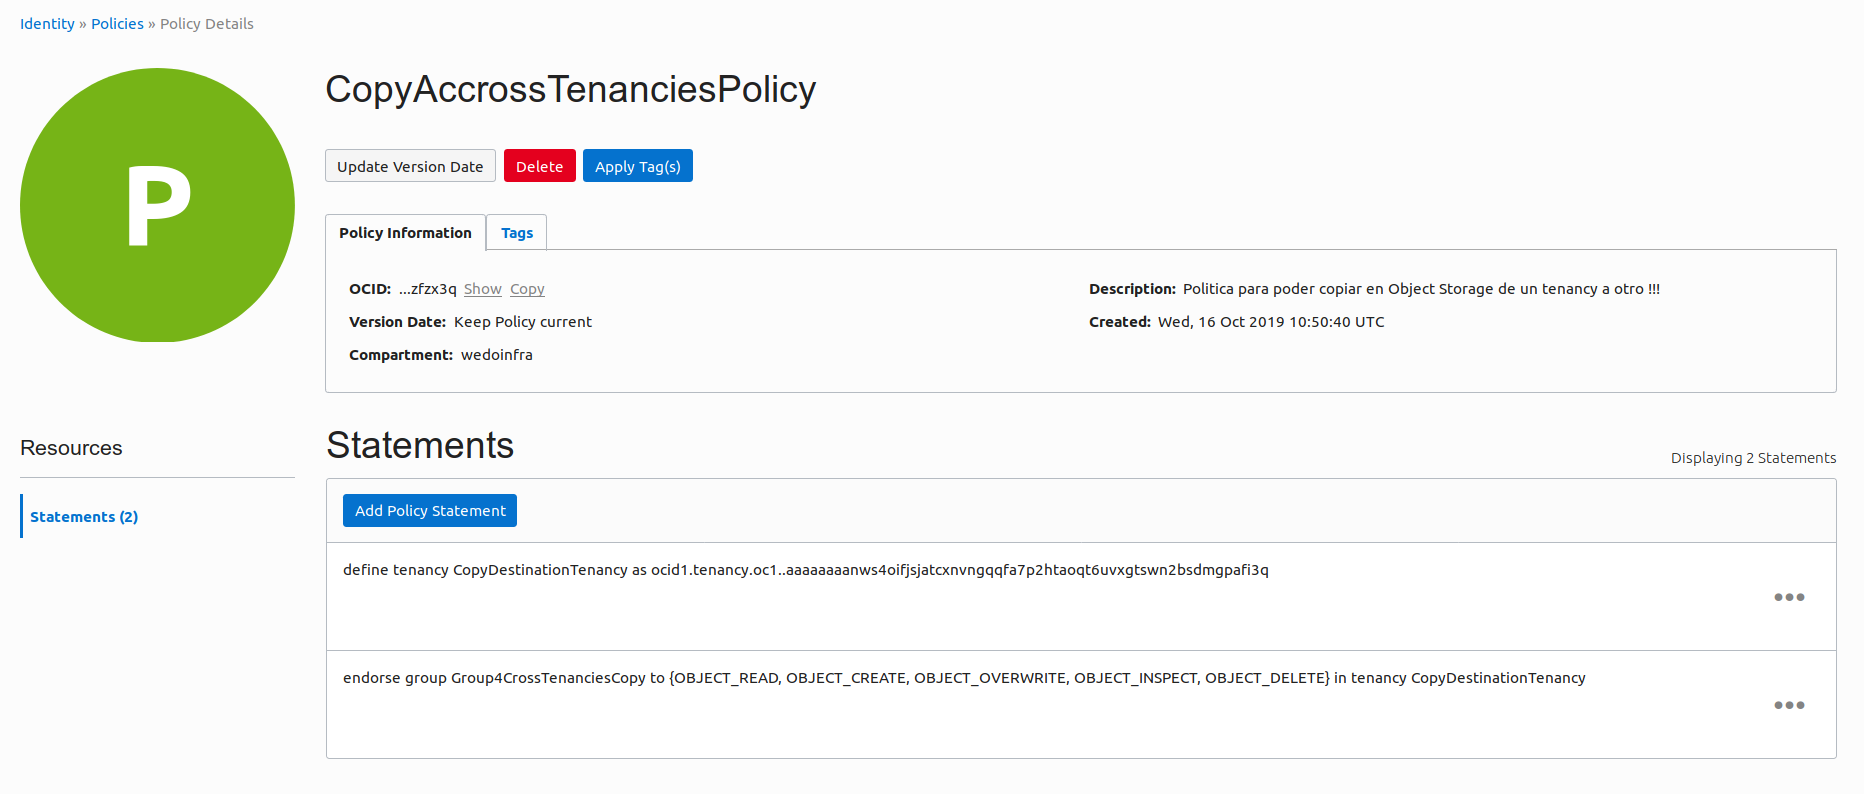 Identity » Policies » Policy Details
P
CopyAccrossTenanciesPolicy
Update Version Date Delete Apply Tag(s)
Policy Information Tags
OCID: ...zfzx3q Show Copy
Version Date: Keep Policy current
Compartment: wedoinfra
Description: Politica para poder copiar en Object Storage de un tenancy a otro !!!
Created: Wed, 16 Oct 2019 10:50:40 UTC
Resources
Statements (2)
Statements
Displaying 2 Statements
Add Policy Statement
define tenancy CopyDestinationTenancy as ocid1.tenancy.oc1..aaaaaaaanws4oifjsjatcxnvngqqfa7p2htaoqt6uvxgtswn2bsdmgpafi3q
endorse group Group4CrossTenanciesCopy to {OBJECT_READ, OBJECT_CREATE, OBJECT_OVERWRITE, OBJECT_INSPECT, OBJECT_DELETE} in tenancy CopyDestinationTenancy